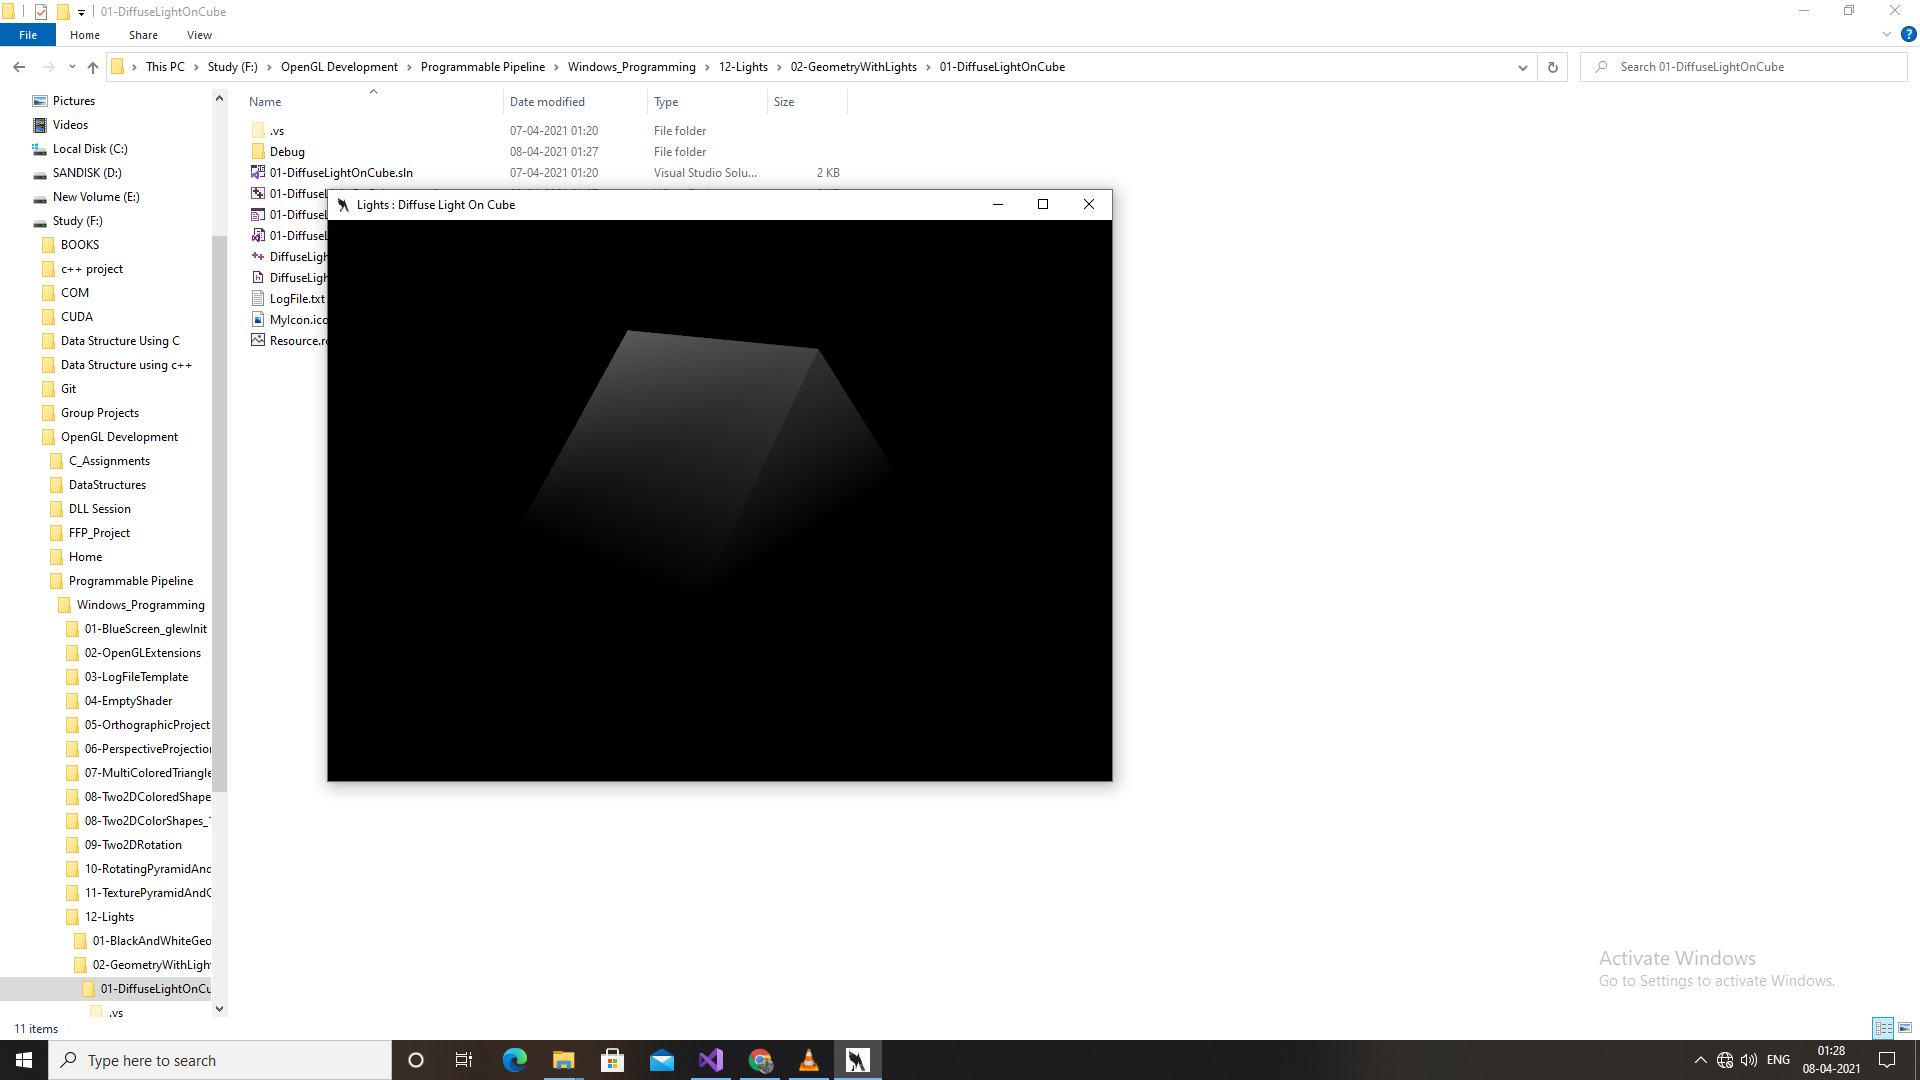 01-DiffuseLightOnCube
File Home Share View
This PC Study (F:) OpenGL Development Programmable Pipeline Windows_Programming 12-Lights 02-GeometryWithLights 01-DiffuseLightOnCube
Search 01-DiffuseLightOnCube
Pictures
Videos
Local Disk (C:)
SANDISK (D:)
New Volume (E:)
Study (F:)
BOOKS
c++ project
COM
CUDA
Data Structure Using C
Data Structure using c++
Git
Group Projects
OpenGL Development
C_Assignments
DataStructures
DLL Session
FFP_Project
Home
Programmable Pipeline
Windows_Programming
01-BlueScreen_glewInit
02-OpenGLExtensions
03-LogFileTemplate
04-EmptyShader
05-OrthographicProject
06-PerspectiveProjection
07-MultiColoredTriangle
08-Two2DColoredShape
08-Two2DColorShapes_
09-Two2DRotation
10-RotatingPyramidAnd
11-TexturePyramidAndC
12-Lights
01-BlackAndWhiteGeo
02-GeometryWithLight
01-DiffuseLightOnCu
.vs
Name Date modified Type Size
.vs 07-04-2021 01:20 File folder
Debug 08-04-2021 01:27 File folder
01-DiffuseLightOnCube.sln 07-04-2021 01:20 Visual Studio Solu... 2 KB
01-DiffuseL
01-DiffuseL
01-DiffuseL
DiffuseLigh
DiffuseLigh
LogFile.txt
MyIcon.ico
Resource.r
Lights : Diffuse Light On Cube
Activate Windows
Go to Settings to activate Windows.
11 items
Type here to search
ENG
01:28
08-04-2021